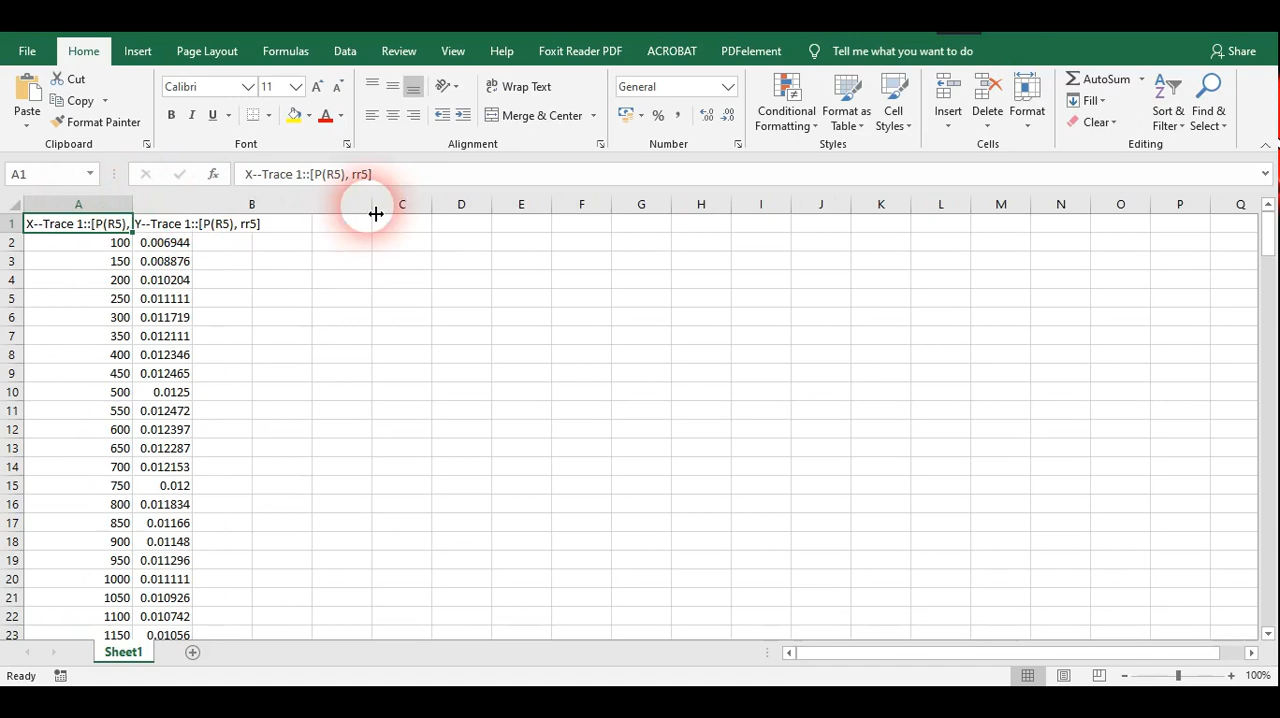 File Home Insert Page Layout Formulas Data Review View Help Foxit Reader PDF ACROBAT PDFelement Tell me what you want to do Share
Cut
Copy
Format Painter
Paste
Clipboard
Calibri 11 A A
B I U A
Font
Wrap Text
Merge & Center
Alignment
General
% , .00 .0
Number
Conditional Formatting
Format as Table
Cell Styles
Styles
Insert Delete Format
Cells
AutoSum
Fill
Clear
Sort & Filter
Find & Select
Editing
A1 fx X--Trace 1::[P(R5), rr5]
A B C D E F G H I J K L M N O P Q
1 X--Trace 1::[P(R5), Y--Trace 1::[P(R5), rr5]
2 100 0.006944
3 150 0.008876
4 200 0.010204
5 250 0.011111
6 300 0.011719
7 350 0.012111
8 400 0.012346
9 450 0.012465
10 500 0.0125
11 550 0.012472
12 600 0.012397
13 650 0.012287
14 700 0.012153
15 750 0.012
16 800 0.011834
17 850 0.01166
18 900 0.01148
19 950 0.011296
20 1000 0.011111
21 1050 0.010926
22 1100 0.010742
23 1150 0.01056
Sheet1
Ready 100%